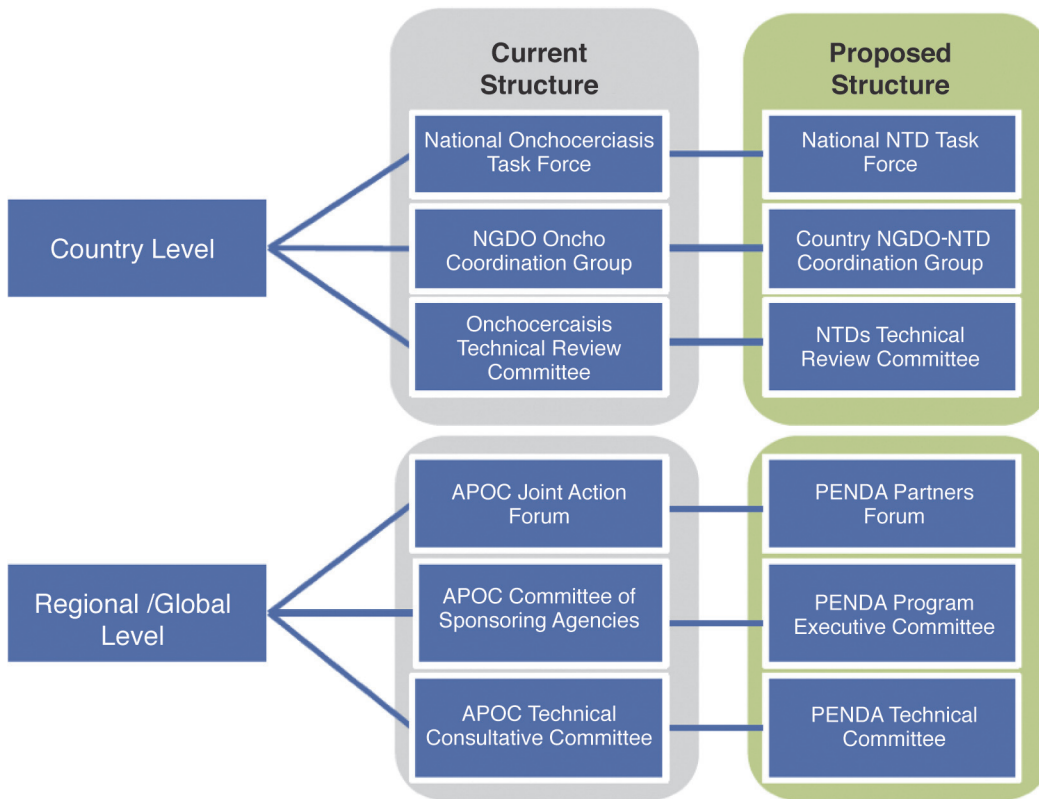 Current
Structure
Proposed
Structure
Country Level
National Onchocerciasis
Task Force
National NTD Task
Force
NGDO Oncho
Coordination Group
Country NGDO-NTD
Coordination Group
Onchocercaisis
Technical Review
Committee
NTDs Technical
Review Committee
Regional /Global
Level
APOC Joint Action
Forum
PENDA Partners
Forum
APOC Committee of
Sponsoring Agencies
PENDA Program
Executive Committee
APOC Technical
Consultative Committee
PENDA Technical
Committee